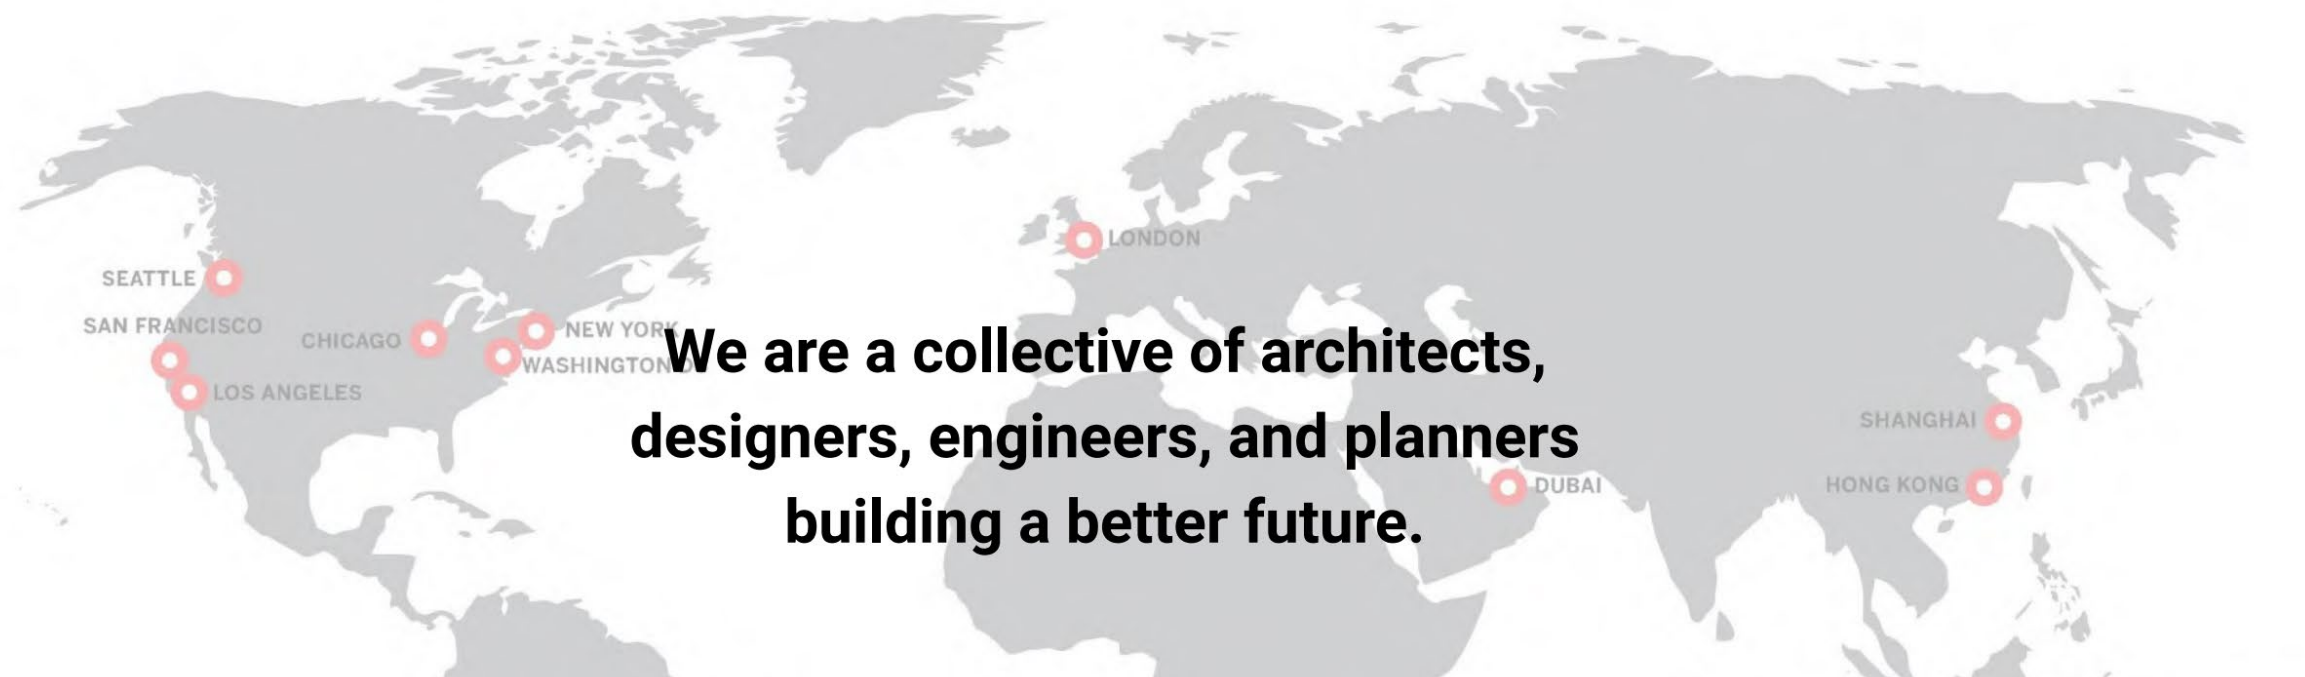 LONDON
SEATTLE
SAN FRANCISCO
CHICAGO
NEW YORK
WASHINGTON
LOS ANGELES
We are a collective of architects,
designers, engineers, and planners
building a better future.
SHANGHAI
DUBAI
HONG KONG